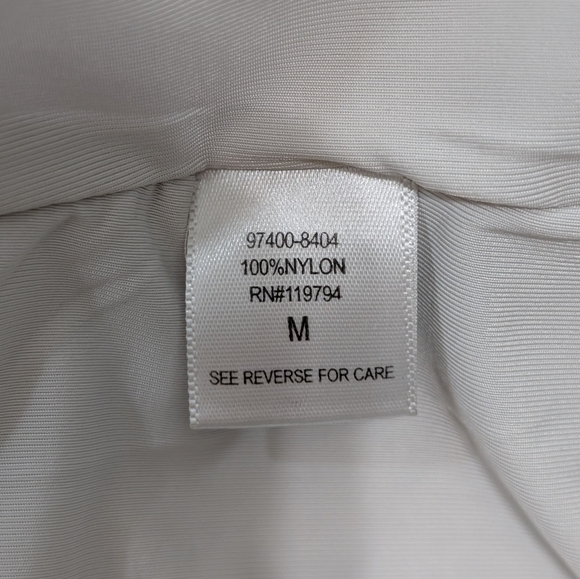 97400-8404
100%NYLON
RN#119794
M
SEE REVERSE FOR CARE